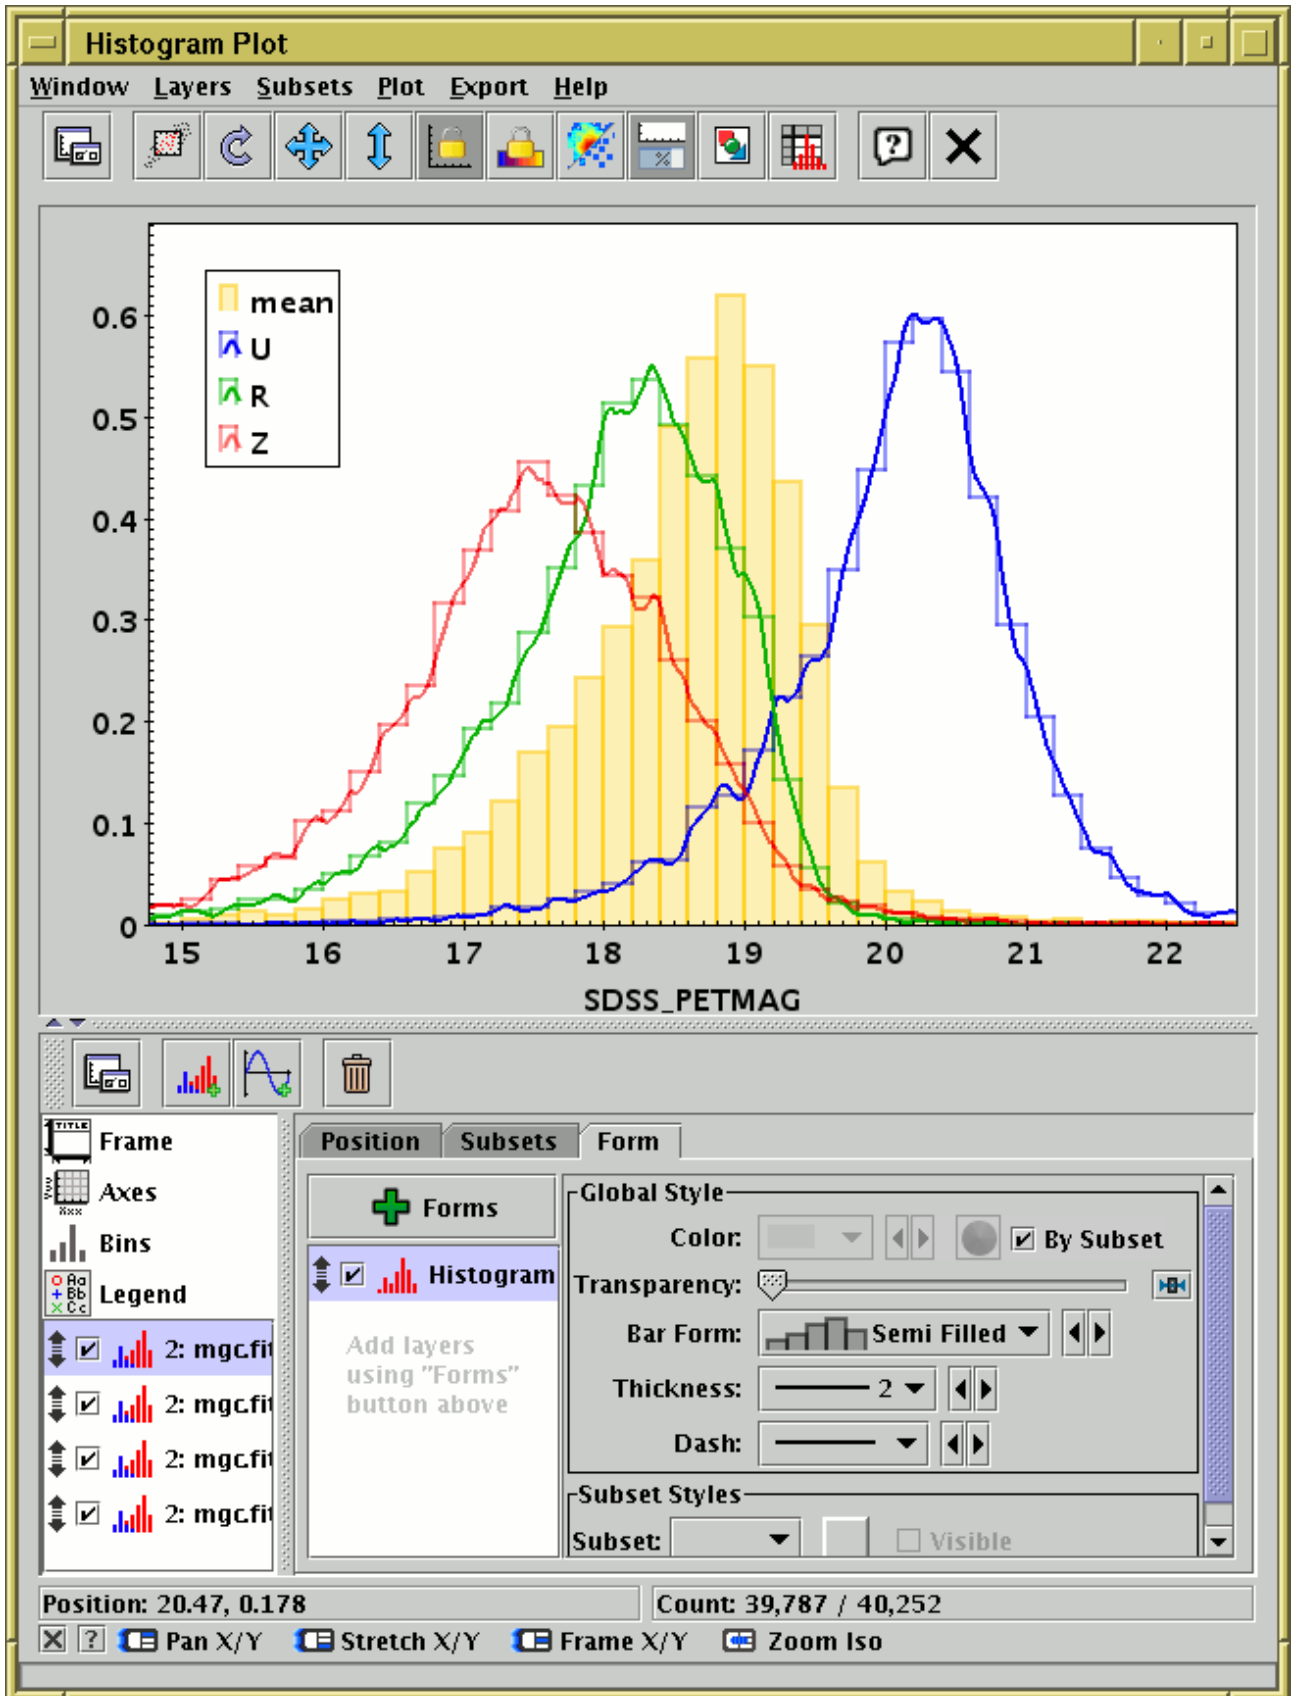 Histogram Plot
Window Layers Subsets Plot Export Help
mean
U
R
Z
0.6
0.5
0.4
0.3
0.2
0.1
0
15 16 17 18 19 20 21 22
SDSS_PETMAG
Frame
Axes
Bins
Legend
2: mgc.fit
2: mgc.fit
2: mgc.fit
2: mgc.fit
Position Subsets Form
Forms
Histogram
Add layers
using "Forms"
button above
Global Style
Color: By Subset
Transparency:
Bar Form: Semi Filled
Thickness: 2
Dash:
Subset Styles
Subset: Visible
Position: 20.47, 0.178
Count: 39,787 / 40,252
Pan X/Y Stretch X/Y Frame X/Y Zoom Iso